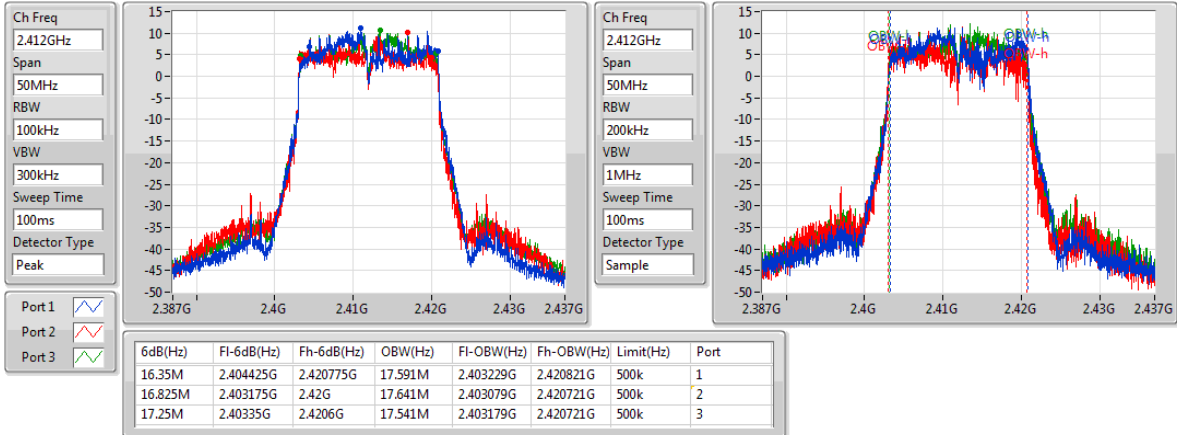 Ch Freq
2.412GHz
Span
50MHz
RBW
100kHz
VBW
300kHz
Sweep Time
100ms
Detector Type
Peak
Port 1
Port 2
Port 3
15
10
5
0
-5
-10
-15
-20
-25
-30
-35
-40
-45
-50
2.387G 2.4G 2.41G 2.42G 2.43G 2.437G
Ch Freq
2.412GHz
Span
50MHz
RBW
200kHz
VBW
1MHz
Sweep Time
100ms
Detector Type
Sample
15
10
5
0
-5
-10
-15
-20
-25
-30
-35
-40
-45
-50
OBW-h
OBW-h
2.387G 2.4G 2.41G 2.42G 2.43G 2.437G
6dB(Hz) Fl-6dB(Hz) Fh-6dB(Hz) OBW(Hz) Fl-OBW(Hz) Fh-OBW(Hz) Limit(Hz) Port
16.35M 2.404425G 2.420775G 17.591M 2.403229G 2.420821G 500k 1
16.825M 2.403175G 2.42G 17.641M 2.403079G 2.420721G 500k 2
17.25M 2.40335G 2.4206G 17.541M 2.403179G 2.420721G 500k 3